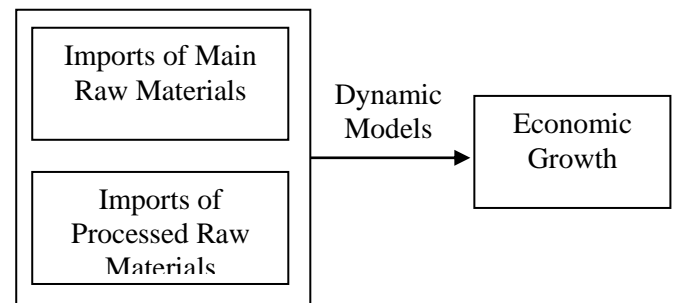 Imports of Main
Raw Materials
Dynamic
Models
Economic
Growth
Imports of
Processed Raw
Materials